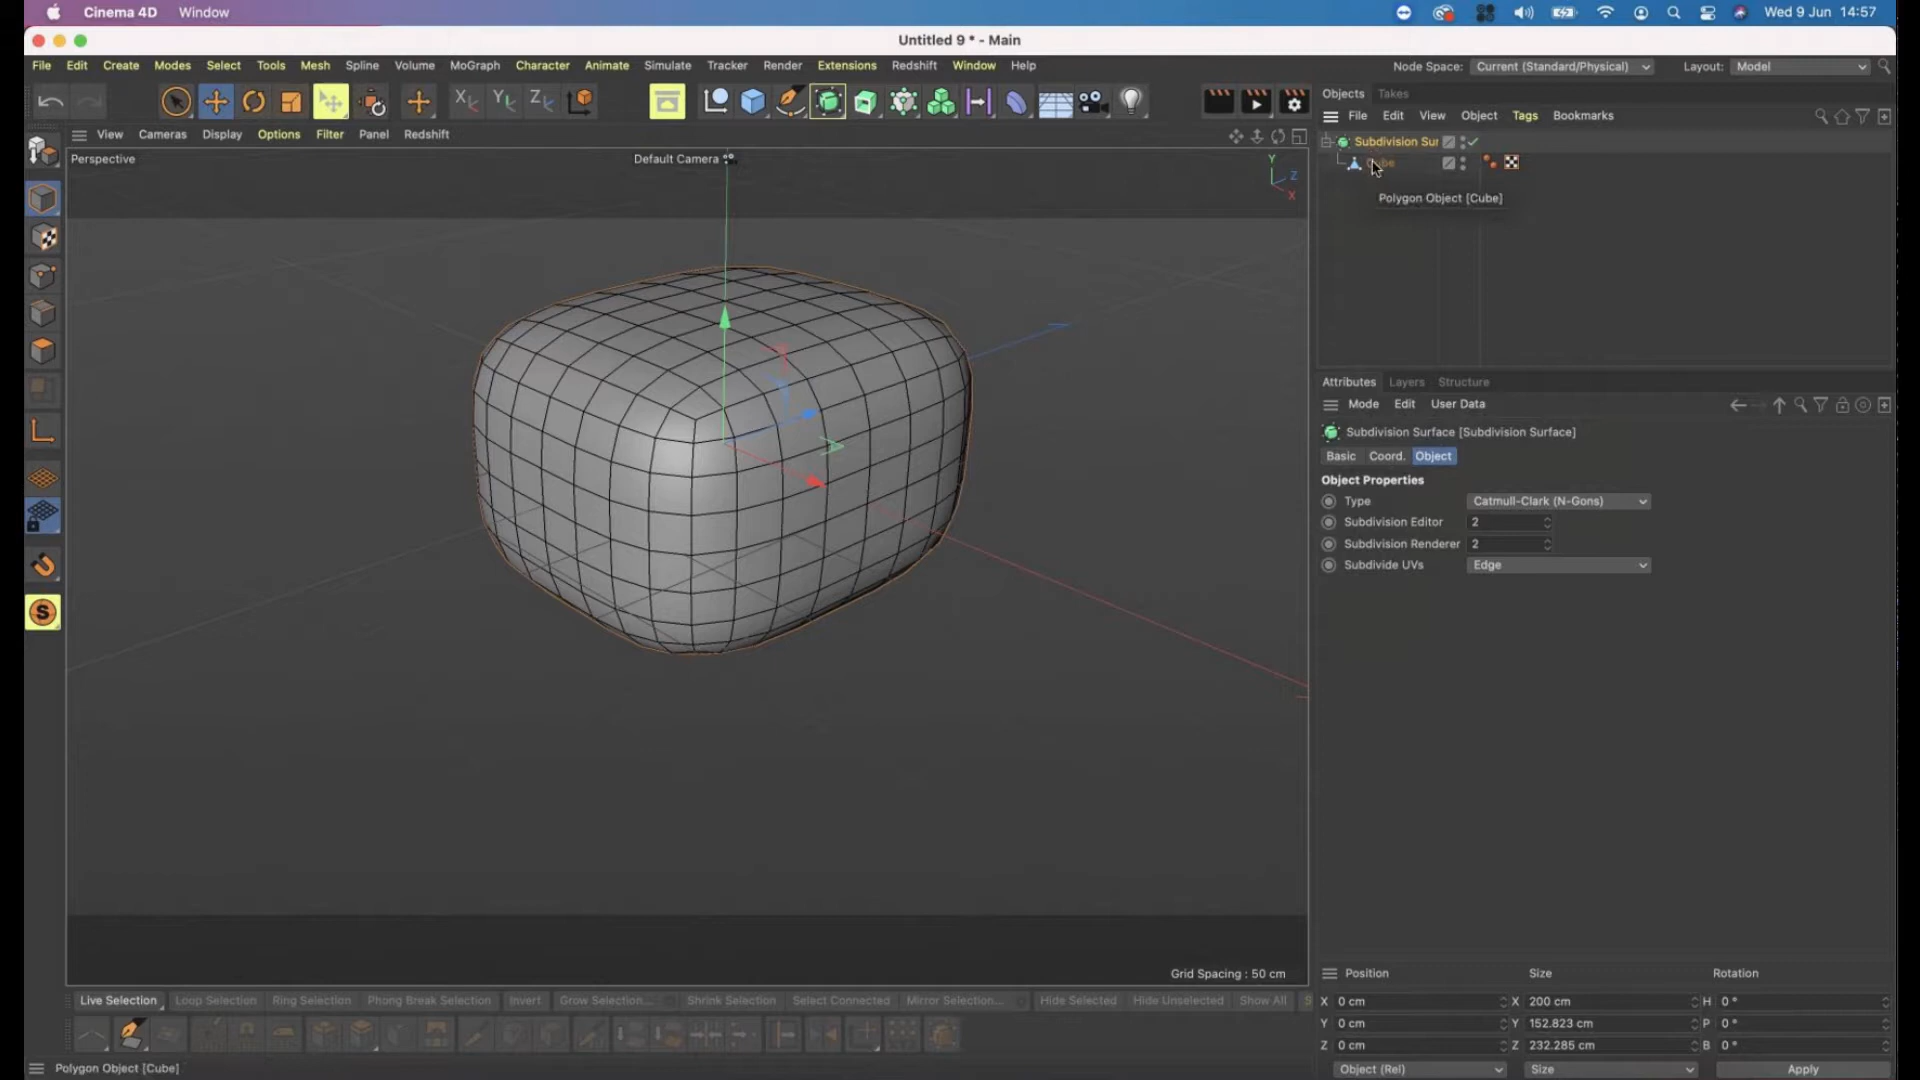 Cinema 4D Window Wed 9 Jun 14:57
Untitled 9 * - Main
File Edit Create Modes Select Tools Mesh Spline Volume MoGraph Character Animate Simulate Tracker Render Extensions Redshift Window Help Node Space: Current (Standard/Physical) Layout: Model
Objects Takes
File Edit View Object Tags Bookmarks
View Cameras Display Options Filter Panel Redshift
Subdivision Sur
Perspective Default Camera
Y
Z
X
Polygon Object [Cube]
Attributes Layers Structure
Mode Edit User Data
Subdivision Surface [Subdivision Surface]
Basic Coord. Object
Object Properties
Type Catmull-Clark (N-Gons)
Subdivision Editor 2
Subdivision Renderer 2
Subdivide UVs Edge
S
Grid Spacing : 50 cm
Position Size Rotation
Live Selection Loop Selection Ring Selection Phong Break Selection Invert Grow Selection... Shrink Selection Select Connected Mirror Selection... Hide Selected Hide Unselected Show All S
X 0 cm X 200 cm H 0 °
Y 0 cm Y 152.823 cm P 0 °
Z 0 cm Z 232.285 cm B 0 °
Object (Rel) Size Apply
Polygon Object [Cube]